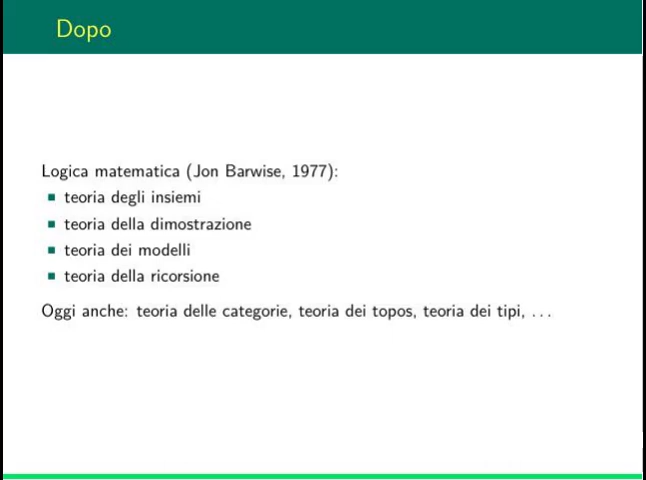 Dopo
Logica matematica (Jon Barwise, 1977):
teoria degli insiemi
teoria della dimostrazione
teoria dei modelli
teoria della ricorsione
Oggi anche: teoria delle categorie, teoria dei topos, teoria dei tipi, ...